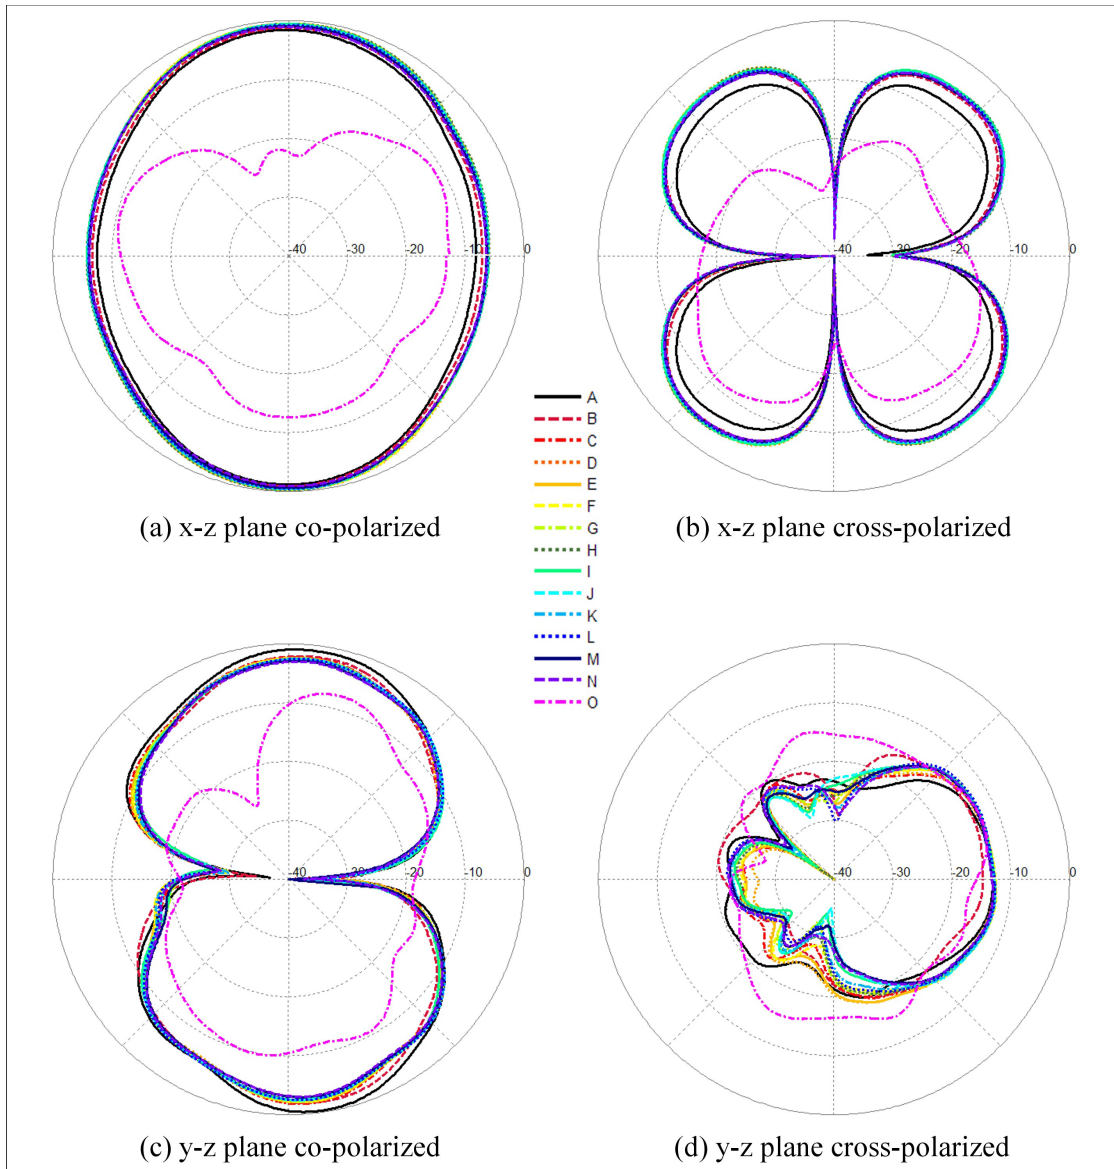 -40 -30 -20 -10 0
-40 -30 -20 -10 0
(a) x-z plane co-polarized
(b) x-z plane cross-polarized
A
B
C
D
E
F
G
H
I
J
K
L
M
N
O
-40 -30 -20 -10 0
-40 -30 -20 -10 0
(c) y-z plane co-polarized
(d) y-z plane cross-polarized